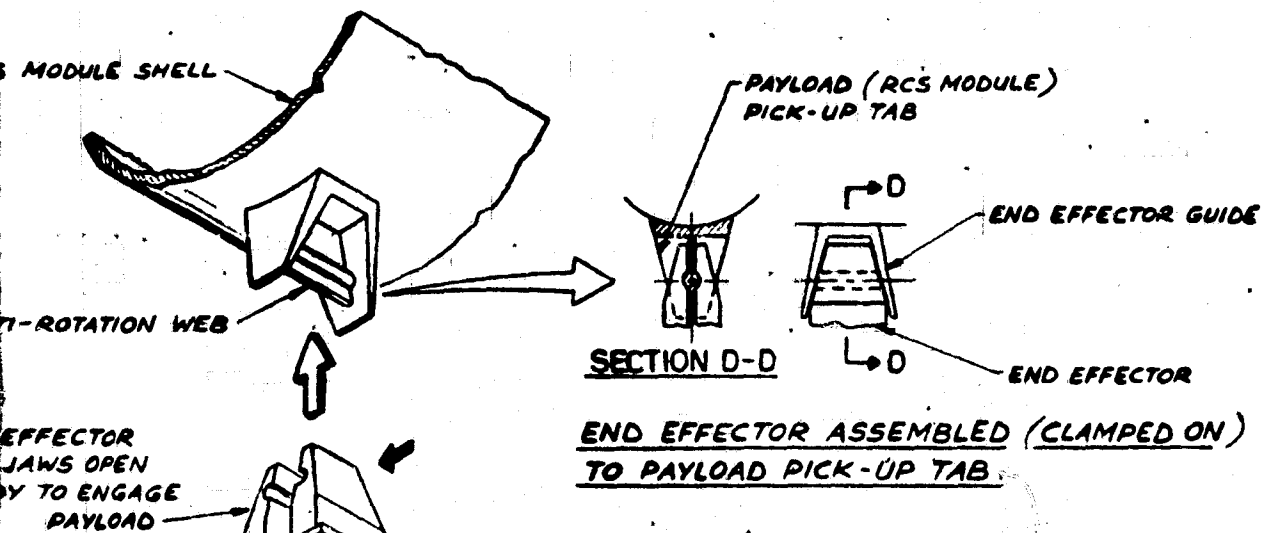 MODULE SHELL
PAYLOAD (RCS MODULE)
PICK-UP TAB
D
END EFFECTOR GUIDE
-ROTATION WEB
SECTION D-D
D
END EFFECTOR
END EFFECTOR ASSEMBLED (CLAMPED ON)
TO PAYLOAD PICK-UP TAB.
EFFECTOR
JAWS OPEN
TO ENGAGE
PAYLOAD